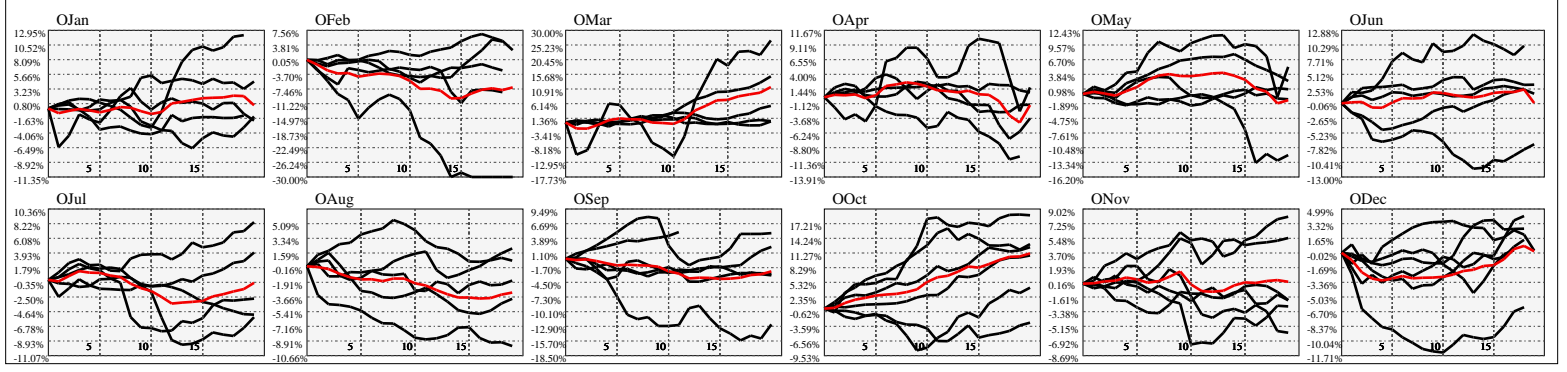 OJan OFeb OMar OApr OMay OJun
12.95% 7.56% 30.00% 11.67% 12.43% 12.88%
10.52% 3.81% 25.23% 9.11% 9.57% 10.29%
8.09% 0.05% 20.45% 6.55% 6.70% 7.71%
5.66% -3.70% 15.68% 4.00% 3.84% 5.12%
3.23% -7.46% 10.91% 1.44% 0.98% 2.53%
0.80% -11.22% 6.14% -1.12% -1.89% -0.06%
-1.63% -14.97% 1.36% -3.68% -4.75% -2.65%
-4.06% -18.73% -3.41% -6.24% -7.61% -5.23%
-6.49% -22.49% -8.18% -8.80% -10.48% -7.82%
-8.92% -26.24% -12.95% -11.36% -13.34% -10.41%
5 10 15 5 10 15 5 10 15 5 10 15 5 10 15 5 10 15
-11.35% -30.00% -17.73% -13.91% -16.20% -13.00%
OJul OAug OSep OOct ONov ODec
10.36% 9.49% 9.02% 4.99%
8.22% 5.09% 6.69% 17.21% 7.25% 3.32%
6.08% 3.34% 3.89% 14.24% 5.48% 1.65%
3.93% 1.59% 1.10% 11.27% 3.70% -0.02%
1.79% -0.16% -1.70% 8.29% 1.93% -1.69%
-0.35% -1.91% -4.50% 5.32% 0.16% -3.36%
-2.50% -3.66% -7.30% 2.35% -1.61% -5.03%
-4.64% -5.41% -10.10% -0.62% -3.38% -6.70%
-6.78% -7.16% -12.90% -3.59% -5.15% -8.37%
-8.93% -8.91% -15.70% -6.56% -6.92% -10.04%
5 10 15 5 10 15 5 10 15 5 10 15 5 10 15 5 10 15
-11.07% -10.66% -18.50% -9.53% -8.69% -11.71%